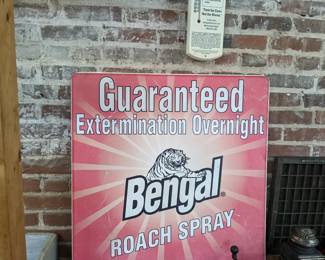 Guaranteed
Extermination Overnight
Bengal®
ROACH SPRAY